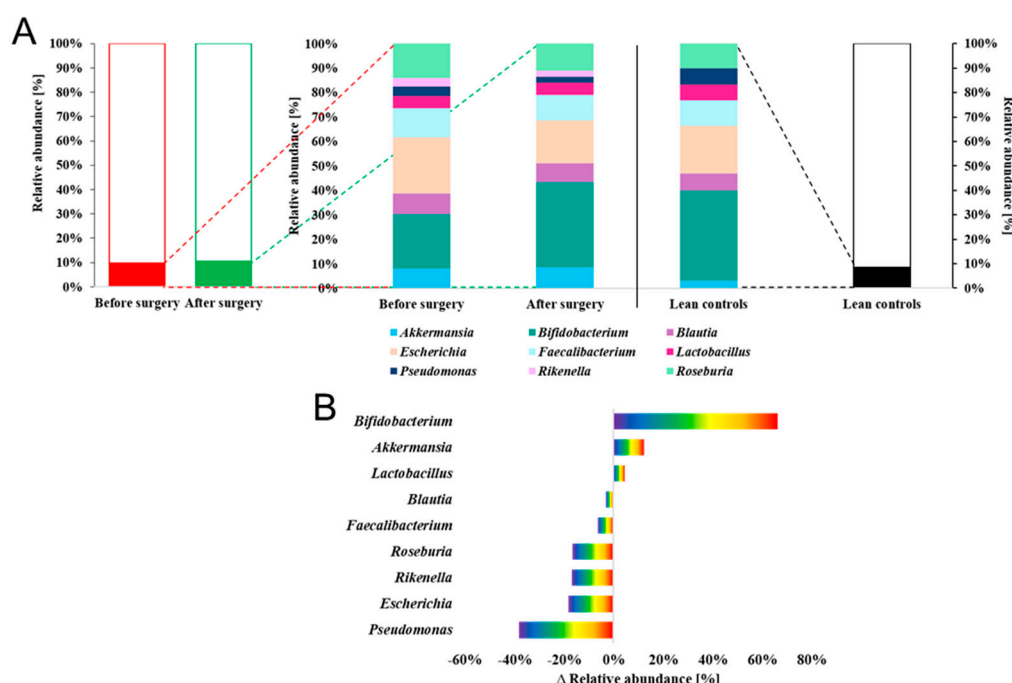 A
Relative abundance [%]
100%
90%
80%
70%
60%
50%
40%
30%
20%
10%
0%
Before surgery After surgery
Relative abundance [%]
100%
90%
80%
70%
60%
50%
40%
30%
20%
10%
0%
Before surgery After surgery Lean controls
Lean controls
100%
90%
80%
70%
60%
50%
40%
30%
20%
10%
0%
Relative abundance [%]
Akkermansia Bifidobacterium Blautia
Escherichia Faecalibacterium Lactobacillus
Pseudomonas Rikenella Roseburia
B
Bifidobacterium
Akkermansia
Lactobacillus
Blautia
Faecalibacterium
Roseburia
Rikenella
Escherichia
Pseudomonas
-60% -40% -20% 0% 20% 40% 60% 80%
Δ Relative abundance [%]